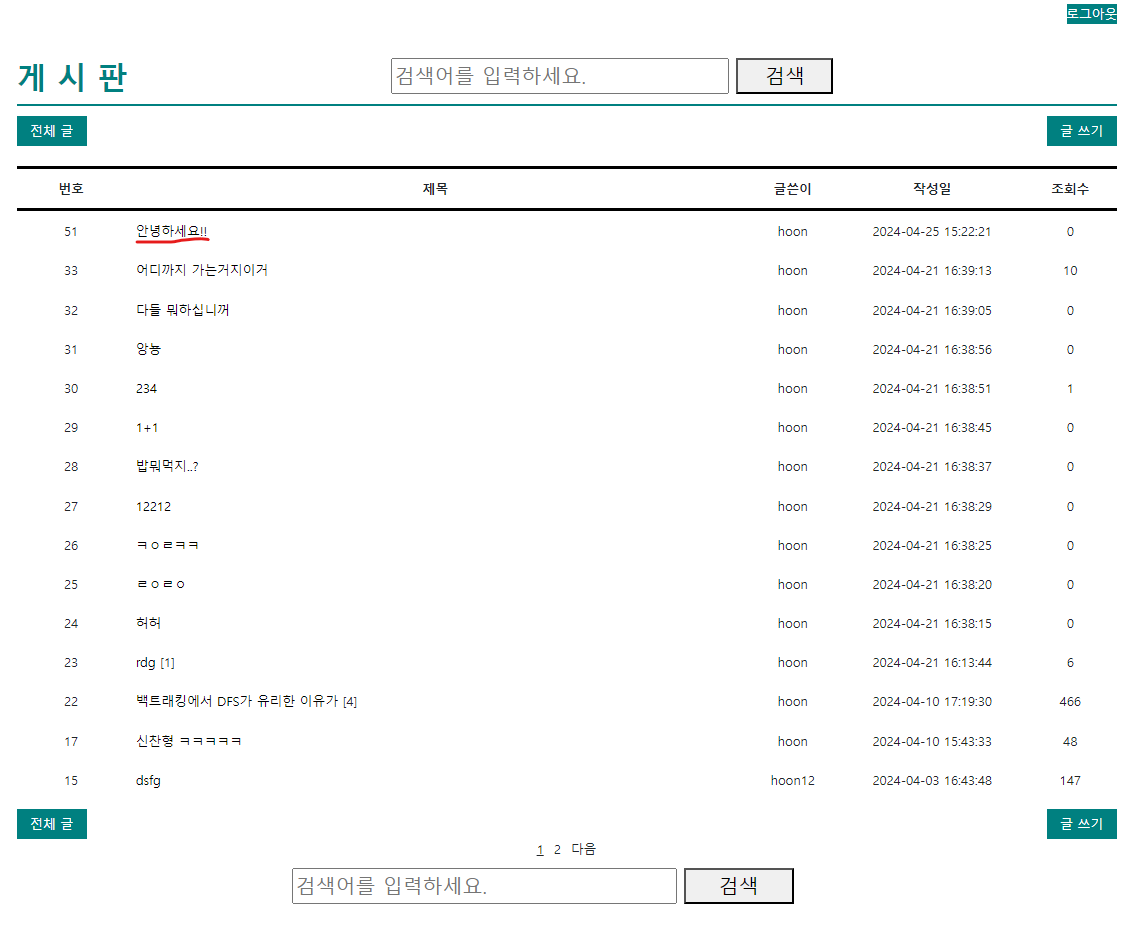 로그아웃
게 시 판 검색어를 입력하세요. 검색
전체 글 글 쓰기
번호 제목 글쓴이 작성일 조회수
51 안녕하세요!! hoon 2024-04-25 15:22:21 0
33 어디까지 가는거지이거 hoon 2024-04-21 16:39:13 10
32 다들 뭐하십니꺼 hoon 2024-04-21 16:39:05 0
31 앙뇽 hoon 2024-04-21 16:38:56 0
30 234 hoon 2024-04-21 16:38:51 1
29 1+1 hoon 2024-04-21 16:38:45 0
28 밥뭐먹지..? hoon 2024-04-21 16:38:37 0
27 12212 hoon 2024-04-21 16:38:29 0
26 ㅋㅇㄹㅋㅋ hoon 2024-04-21 16:38:25 0
25 ㄹㅇㄹㅇ hoon 2024-04-21 16:38:20 0
24 허허 hoon 2024-04-21 16:38:15 0
23 rdg [1] hoon 2024-04-21 16:13:44 6
22 백트래킹에서 DFS가 유리한 이유가 [4] hoon 2024-04-10 17:19:30 466
17 신찬형 ㅋㅋㅋㅋㅋ hoon 2024-04-10 15:43:33 48
15 dsfg hoon12 2024-04-03 16:43:48 147
전체 글 글 쓰기
1 2 다음
검색어를 입력하세요. 검색